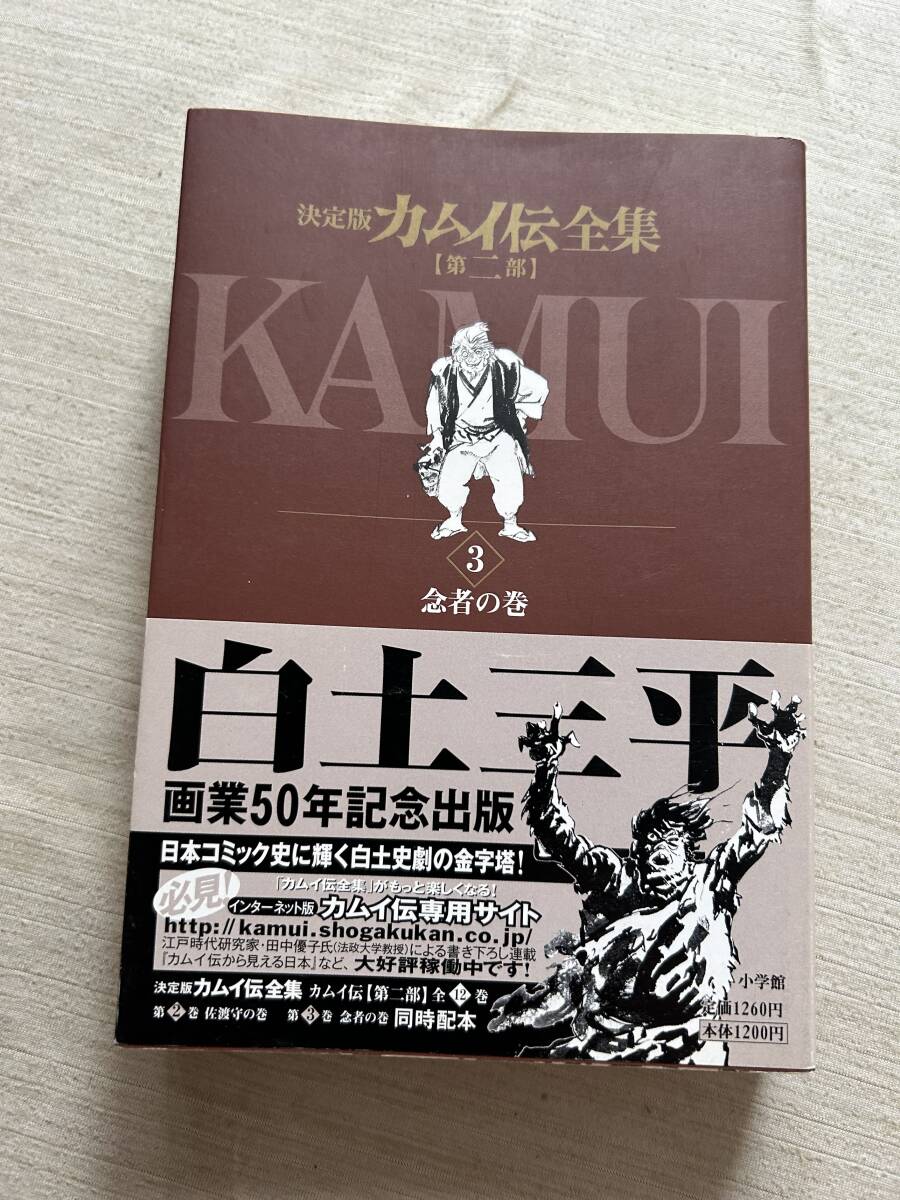 決定版 カムイ伝全集
【第二部】
KAMUI
3
念者の巻
白土三平
画業50年記念出版
日本コミック史に輝く白土史劇の金字塔!
必見!
「カムイ伝全集」がもっと楽しくなる!
インターネット版 カムイ伝専用サイト
http://kamui.shogakukan.co.jp/
江戸時代研究家・田中優子氏(法政大学教授)による書き下ろし連載
『カムイ伝から見える日本』など、大好評稼働中です!
決定版カムイ伝全集 カムイ伝【第二部】全12巻
第2巻 佐渡守の巻 第3巻 念者の巻 同時配本
小学館
定価1260円
本体1200円